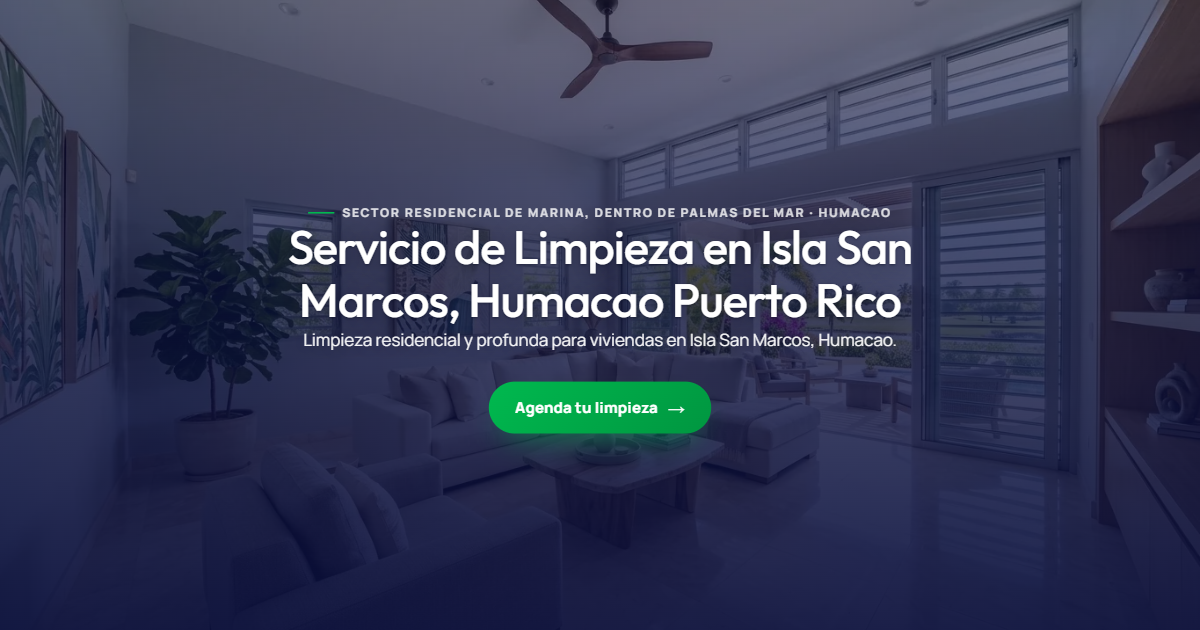 SECTOR RESIDENCIAL DE MARINA, DENTRO DE PALMAS DEL MAR · HUMACAO
Servicio de Limpieza en Isla San
Marcos, Humacao Puerto Rico
Limpieza residencial y profunda para viviendas en Isla San Marcos, Humacao.
Agenda tu limpieza →